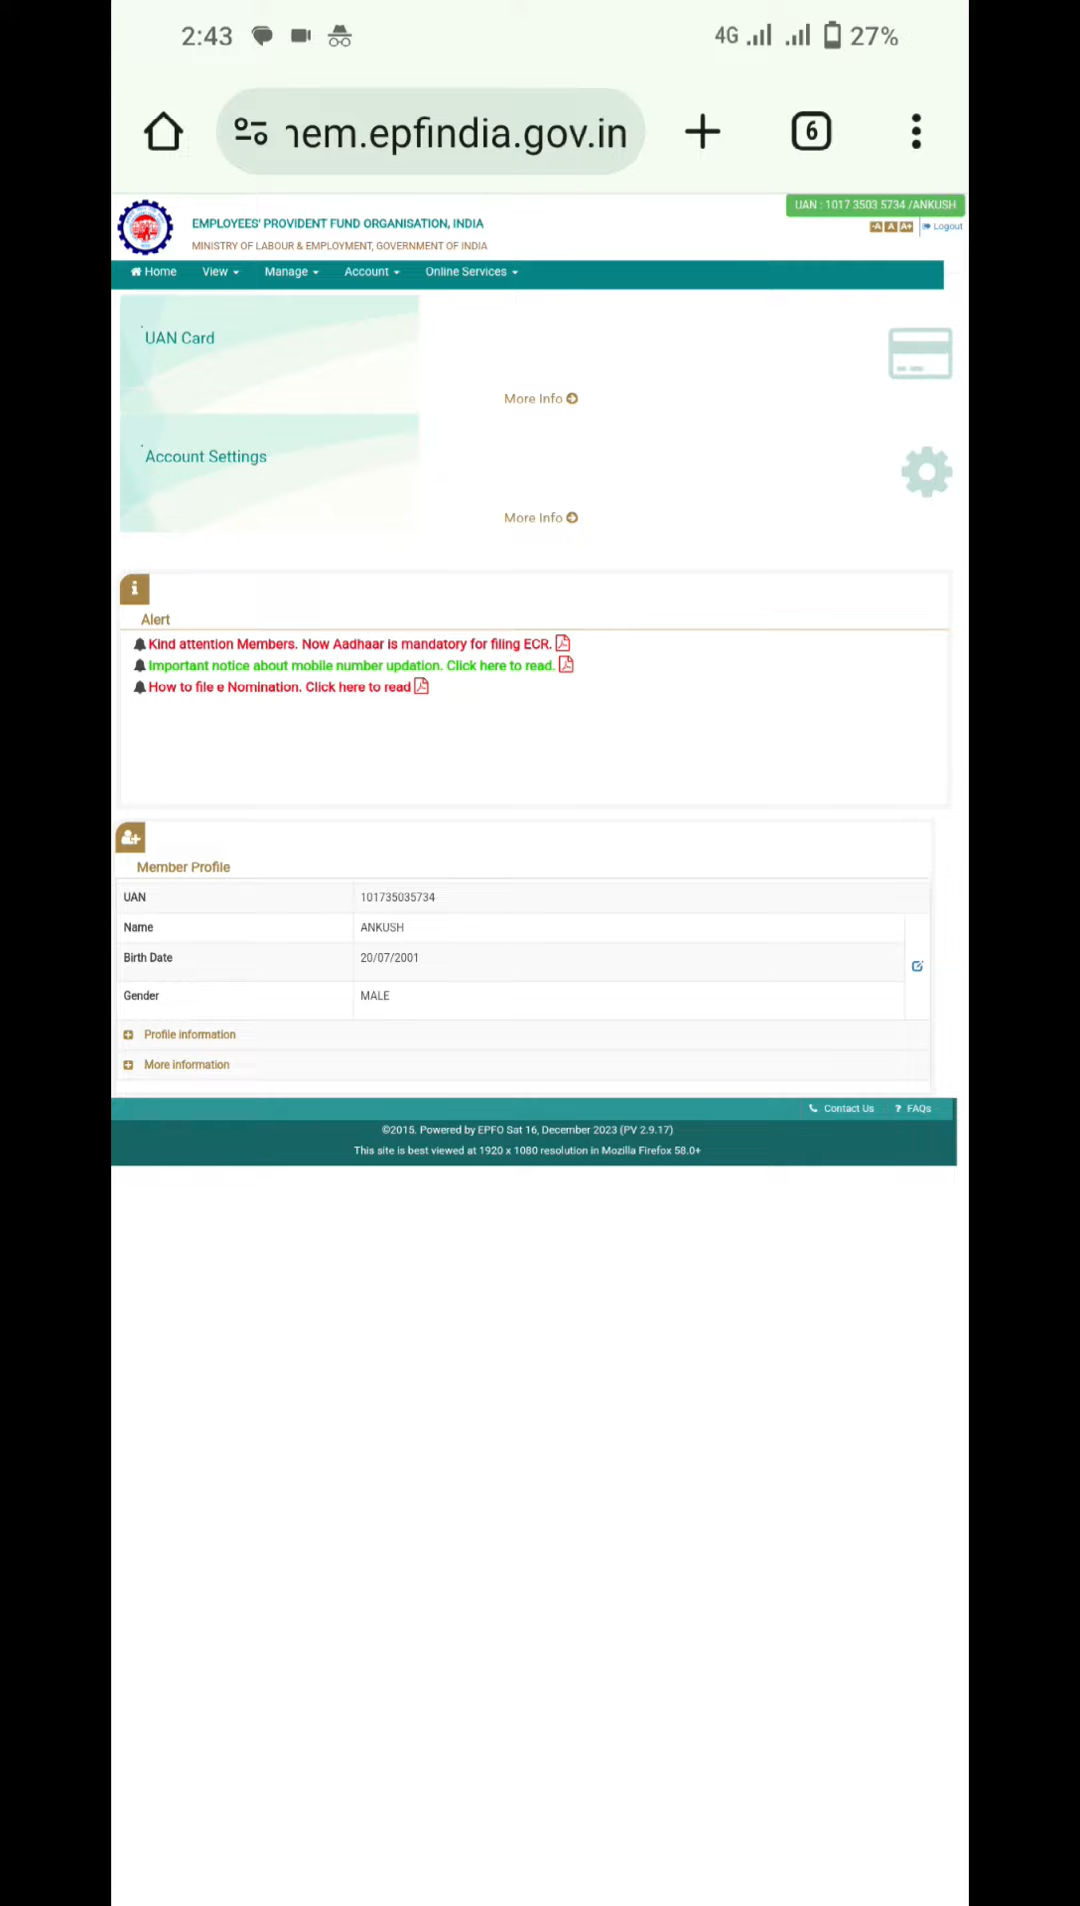 2:43 4G 27%
nem.epfindia.gov.in 6
UAN : 1017 3503 5734 /ANKUSH
EMPLOYEES' PROVIDENT FUND ORGANISATION, INDIA
-A A A+ Logout
MINISTRY OF LABOUR & EMPLOYMENT, GOVERNMENT OF INDIA
Home View Manage Account Online Services
UAN Card
More Info
Account Settings
More Info
Alert
Kind attention Members. Now Aadhaar is mandatory for filing ECR.
Important notice about mobile number updation. Click here to read.
How to file e Nomination. Click here to read
Member Profile
UAN 101735035734
Name ANKUSH
Birth Date 20/07/2001
Gender MALE
Profile information
More information
Contact Us ? FAQs
©2015. Powered by EPFO Sat 16, December 2023 (PV 2.9.17)
This site is best viewed at 1920 x 1080 resolution in Mozilla Firefox 58.0+